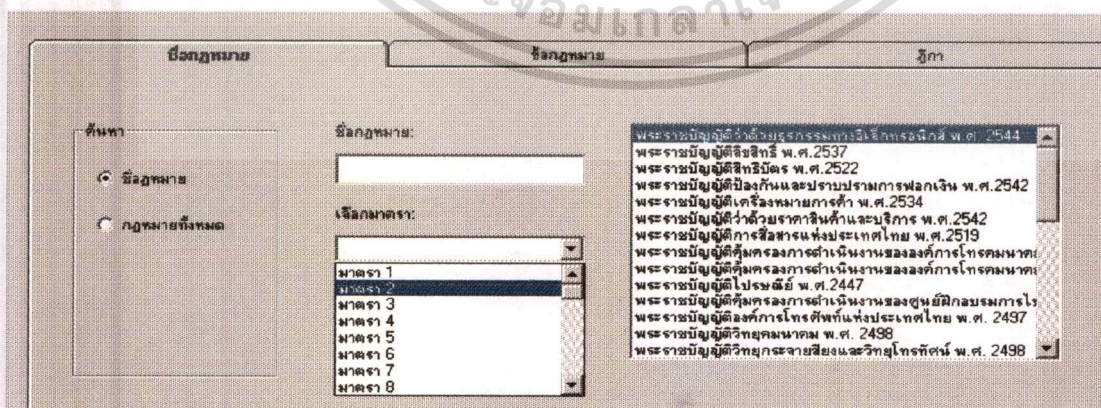 ชื่อกฎหมาย
ข้อกฎหมาย
ฎีกา
ค้นหา
ชื่อกฎหมาย
กฎหมายทั้งหมด
ชื่อกฎหมาย:
เลือกมาตรา:
มาตรา 1
มาตรา 2
มาตรา 3
มาตรา 4
มาตรา 5
มาตรา 6
มาตรา 7
มาตรา 8
พระราชบัญญัติว่าด้วยธุรกรรมทางอิเล็กทรอนิกส์ พ.ศ. 2544
พระราชบัญญัติลิขสิทธิ์ พ.ศ.2537
พระราชบัญญัติสิทธิบัตร พ.ศ.2522
พระราชบัญญัติป้องกันและปราบปรามการฟอกเงิน พ.ศ.2542
พระราชบัญญัติเครื่องหมายการค้า พ.ศ.2534
พระราชบัญญัติว่าด้วยราคาสินค้าและบริการ พ.ศ.2542
พระราชบัญญัติการสื่อสารแห่งประเทศไทย พ.ศ.2519
พระราชบัญญัติคุ้มครองการดำเนินงานขององค์การโทรคมนาค
พระราชบัญญัติคุ้มครองการดำเนินงานขององค์การโทรคมนาค
พระราชบัญญัติไปรษณีย์ พ.ศ.2447
พระราชบัญญัติคุ้มครองการดำเนินงานของศูนย์ฝึกอบรมการไ
พระราชบัญญัติองค์การโทรศัพท์แห่งประเทศไทย พ.ศ. 2497
พระราชบัญญัติวิทยุคมนาคม พ.ศ. 2498
พระราชบัญญัติวิทยุกระจายเสียงและวิทยุโทรทัศน์ พ.ศ. 2498